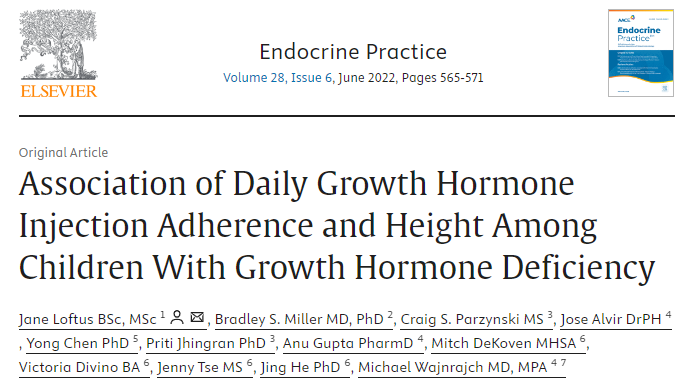 Endocrine Practice
Volume 28, Issue 6, June 2022, Pages 565-571
ELSEVIER
Endocrine
Practice
Original Article
Association of Daily Growth Hormone
Injection Adherence and Height Among
Children With Growth Hormone Deficiency
Jane Loftus BSc, MSc 1 , Bradley S. Miller MD, PhD 2, Craig S. Parzynski MS 3, Jose Alvir DrPH 4
, Yong Chen PhD 5, Priti Jhingran PhD 3, Anu Gupta PharmD 4, Mitch DeKoven MHSA 6,
Victoria Divino BA 6, Jenny Tse MS 6, Jing He PhD 6, Michael Wajnrajch MD, MPA 4 7